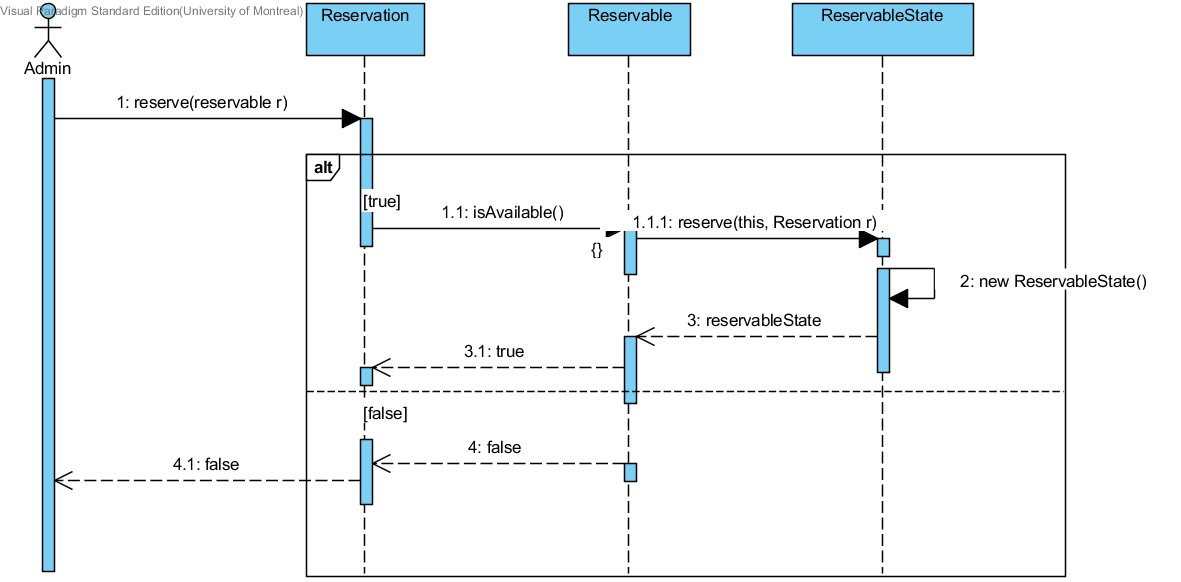 Visual Paradigm Standard Edition(University of Montreal)
Reservation
Reservable
ReservableState
Admin
1: reserve(reservable r)
alt
[true]
1.1: isAvailable()
1.1.1: reserve(this, Reservation r)
{}
2: new ReservableState()
3: reservableState
3.1: true
[false]
4: false
4.1: false